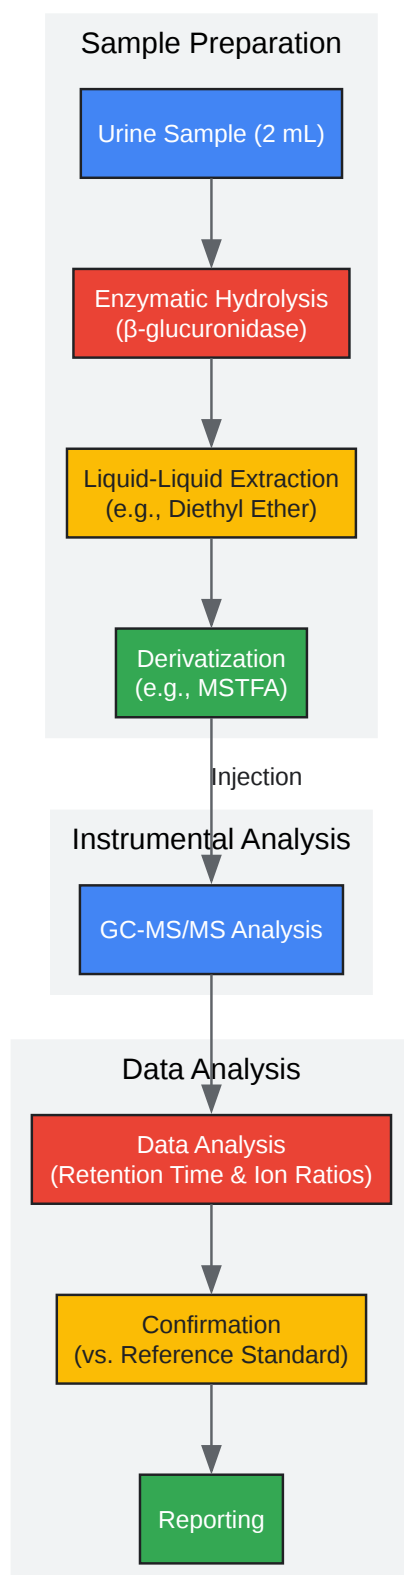 Sample Preparation
Urine Sample (2 mL)
Enzymatic Hydrolysis
(β-glucuronidase)
Liquid-Liquid Extraction
(e.g., Diethyl Ether)
Derivatization
(e.g., MSTFA)
Injection
Instrumental Analysis
GC-MS/MS Analysis
Data Analysis
Data Analysis
(Retention Time & Ion Ratios)
Confirmation
(vs. Reference Standard)
Reporting